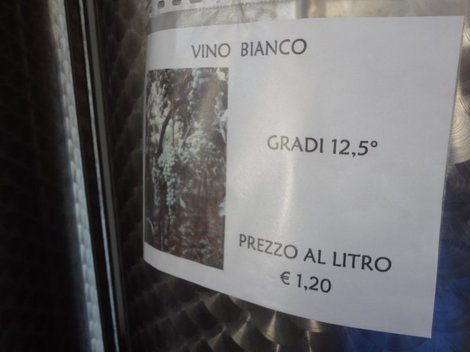 VINO BIANCO
GRADI 12,5°
PREZZO AL LITRO
€ 1,20